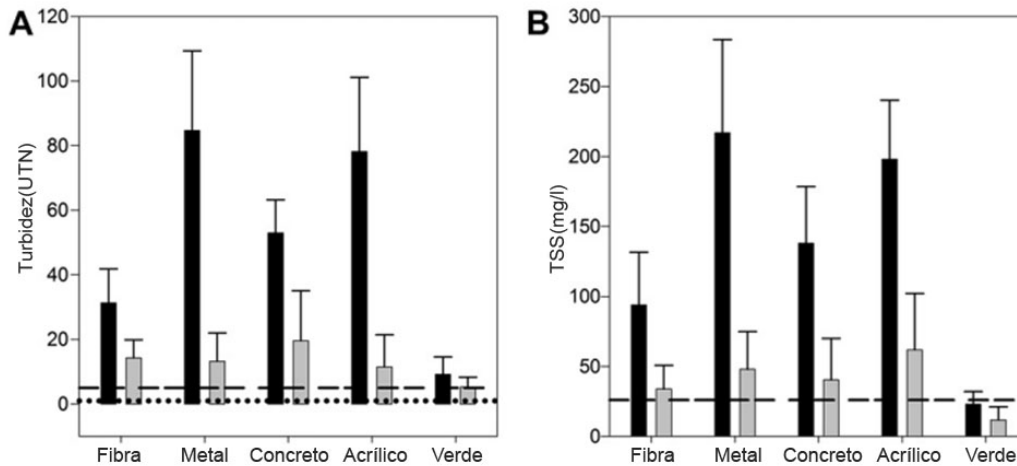 A
Turbidez(UTN)
120
100
80
60
40
20
0
Fibra Metal Concreto Acrílico Verde
B
TSS(mg/l)
300
250
200
150
100
50
0
Fibra Metal Concreto Acrílico Verde